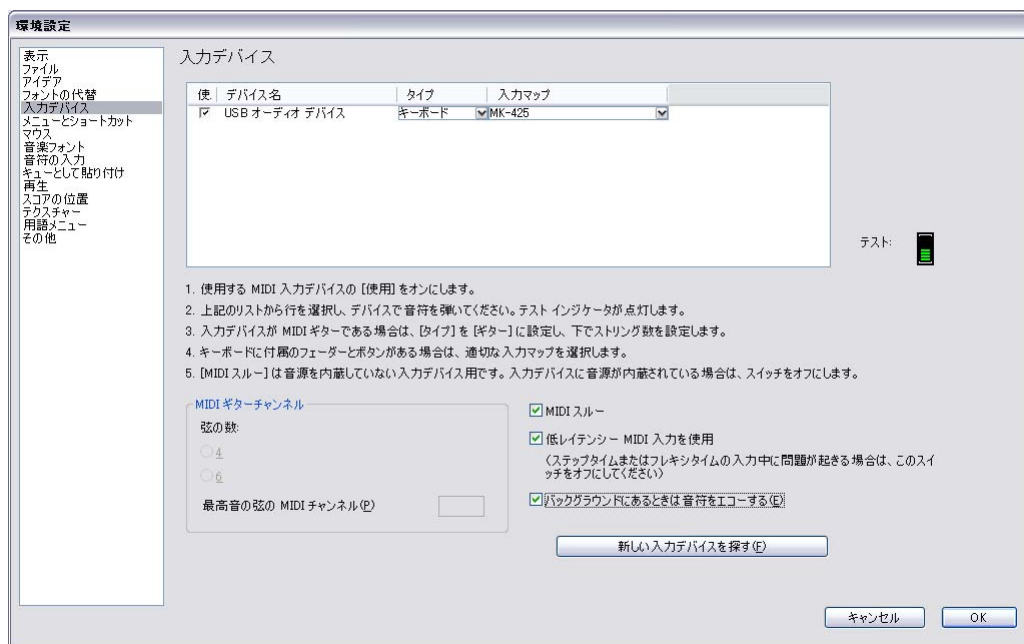 環境設定
表示
ファイル
アイデア
フォントの代替
入力デバイス
メニューとショートカット
マウス
音楽フォント
音符の入力
キューとして貼り付け
再生
スコアの位置
テクスチャー
用語メニュー
その他
入力デバイス
使 デバイス名 タイプ 入力マップ
USB オーディオ デバイス キーボード MK-425
テスト:
1. 使用する MIDI 入力デバイスの [使用] をオンにします。
2. 上記のリストから行を選択し、デバイスで音符を弾いてください。テスト インジケータが点灯します。
3. 入力デバイスが MIDI ギターである場合は、[タイプ] を [ギター] に設定し、下でストリング数を設定します。
4. キーボードに付属のフェーダーとボタンがある場合は、適切な入力マップを選択します。
5. [MIDI スルー] は音源を内蔵していない入力デバイス用です。入力デバイスに音源が内蔵されている場合は、スイッチをオフにします。
MIDI ギターチャンネル
弦の数:
4
6
最高音の弦の MIDI チャンネル(P)
MIDI スルー
低レイテンシー MIDI 入力を使用
(ステップタイムまたはフレキシタイムの入力中に問題が起きる場合は、このスイ
ッチをオフにしてください)
バックグラウンドにあるときは音符をエコーする(E)
新しい入力デバイスを探す(F)
キャンセル
OK